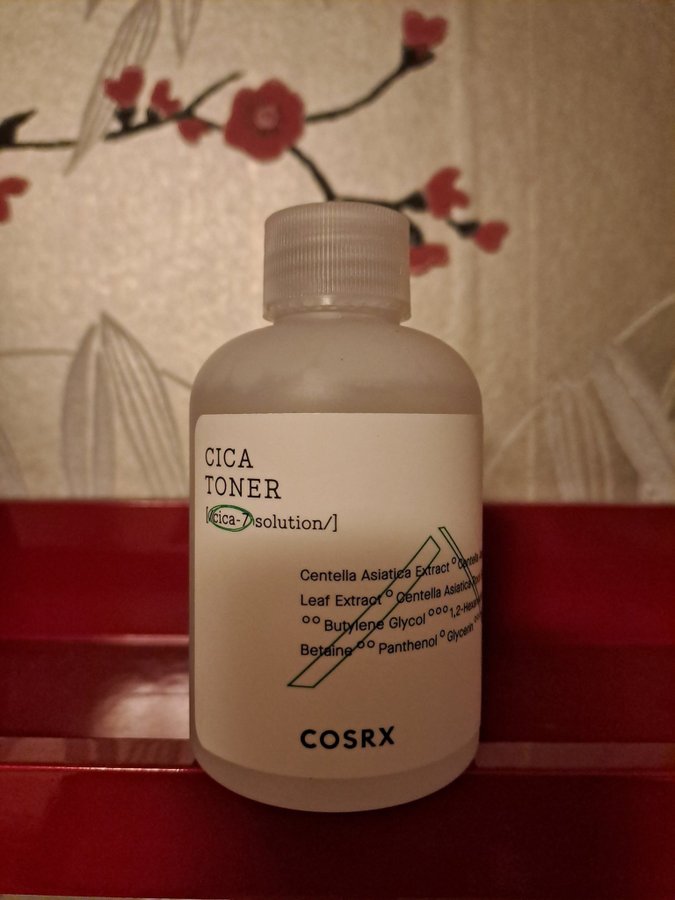 CICA
TONER
[/cica-7 solution/]
Centella Asiatica Extract ° Centella
Leaf Extract ° Centella Asiatica
°° Butylene Glycol °°° 1,2-
Betaine °° Panthenol ° Glycerin °
COSRX